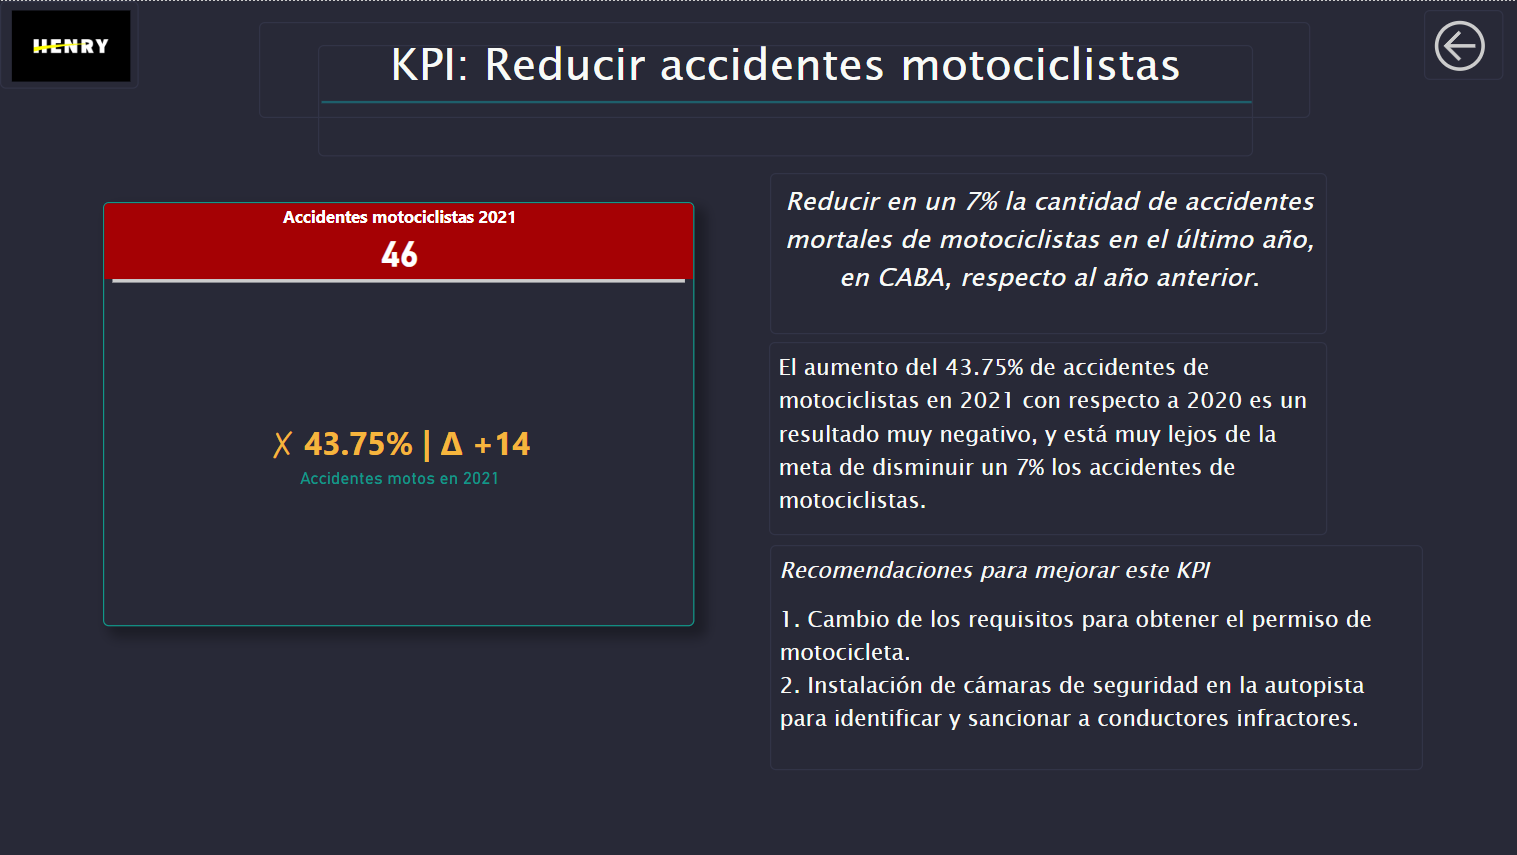 HENRY
KPI: Reducir accidentes motociclistas
Accidentes motociclistas 2021
46
X 43.75% | Δ +14
Accidentes motos en 2021
Reducir en un 7% la cantidad de accidentes
mortales de motociclistas en el último año,
en CABA, respecto al año anterior.
El aumento del 43.75% de accidentes de
motociclistas en 2021 con respecto a 2020 es un
resultado muy negativo, y está muy lejos de la
meta de disminuir un 7% los accidentes de
motociclistas.
Recomendaciones para mejorar este KPI
1. Cambio de los requisitos para obtener el permiso de
motocicleta.
2. Instalación de cámaras de seguridad en la autopista
para identificar y sancionar a conductores infractores.